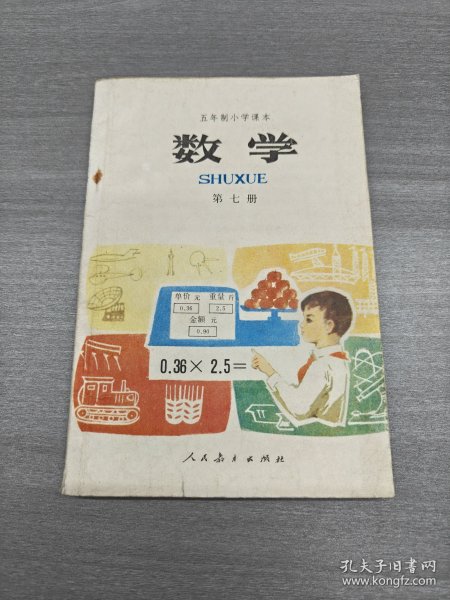 五年制小学课本
数学
SHUXUE
第七册
单价 元 重量 斤
0.36 2.5
金额 元
0.90
0.36 × 2.5 =
人民教育出版社
孔夫子旧书网
www.kongfz.com